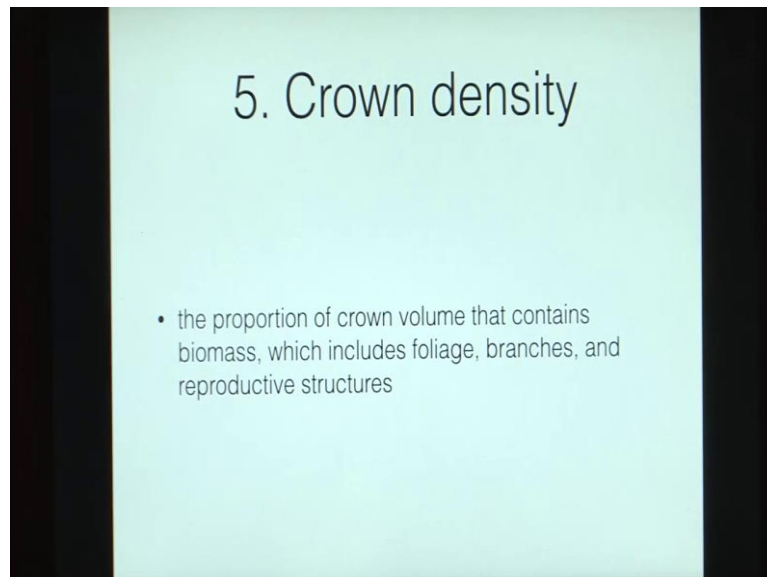 5. Crown density
• the proportion of crown volume that contains
biomass, which includes foliage, branches, and
reproductive structures